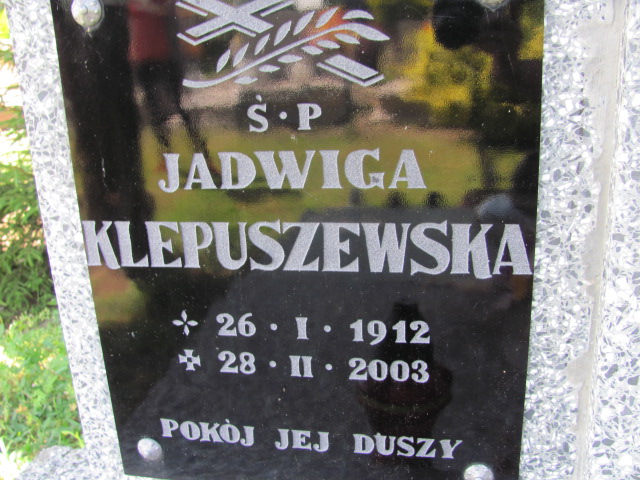 Ś·P
JADWIGA
KLEPUSZEWSKA
26·I·1912
28·II·2003
POKÓJ JEJ DUSZY